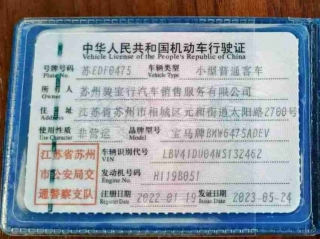 中华人民共和国机动车行驶证
Vehicle License of the People's Republic of China
号牌号码 苏EDF0475 车辆类型 小型普通客车
Plate No. Vehicle Type
所有人 苏州骏宝行汽车销售服务有限公司
Owner
住址 江苏省苏州市相城区元和街道太阳路2760号
Address
使用性质 非营运 品牌型号 宝马牌BMW6475ADEV
Use Character Model
江苏省苏州市公安局交通警察支队
车辆识别代号 LBV41DU04NS132462
VIN
发动机号码 H119B051
Engine No.
注册日期 2022-01-19 发证日期 2023-05-24
Register Date Issue Date